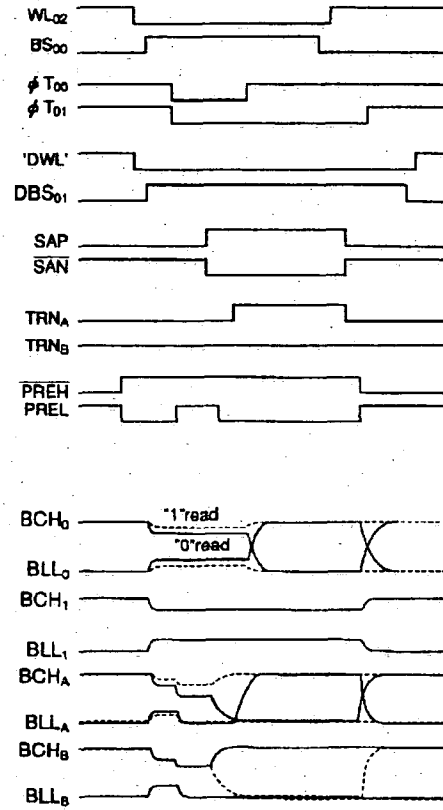 WL02
BS00
ϕT00
ϕT01
'DWL'
DBS01
SAP
SAN
TRNA
TRNB
PREH
PREL
BCH0
"1"read
"0"read
BLL0
BCH1
BLL1
BCHA
BLLA
BCHB
BLLB